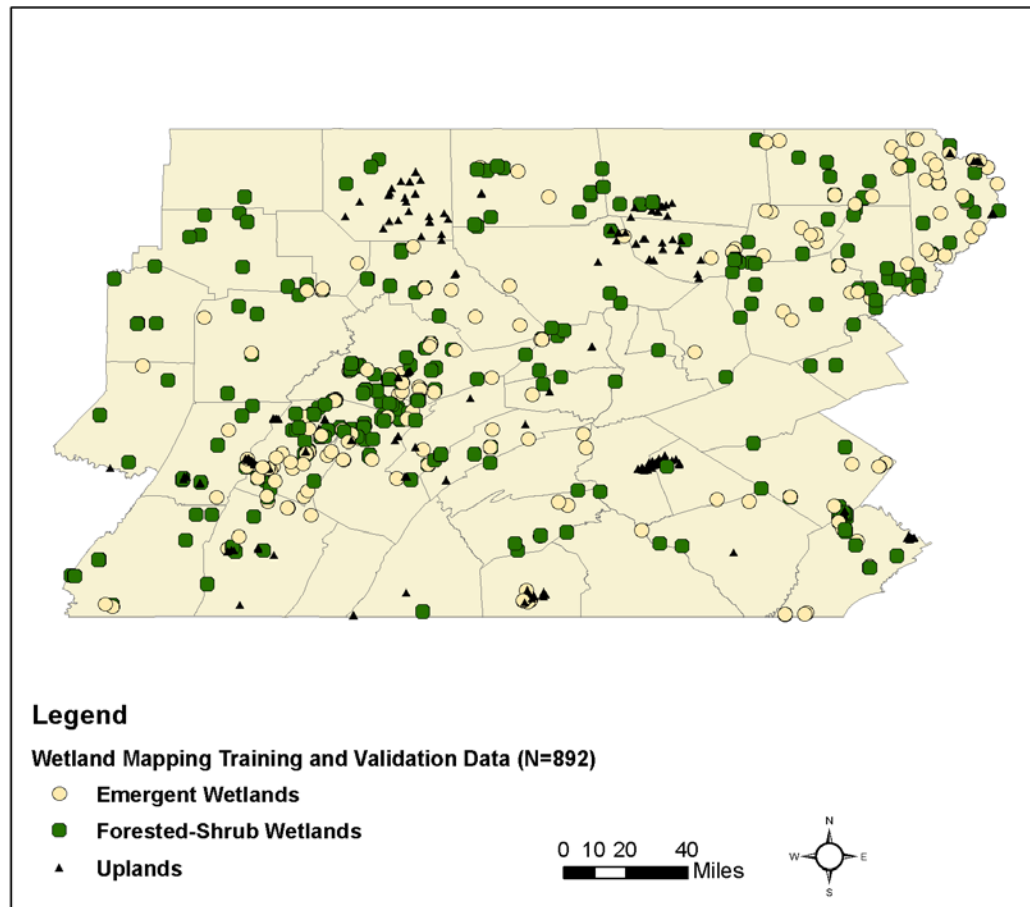 Legend
Wetland Mapping Training and Validation Data (N=892)
Emergent Wetlands
Forested-Shrub Wetlands
Uplands
0 10 20 40
Miles
N
W E
S